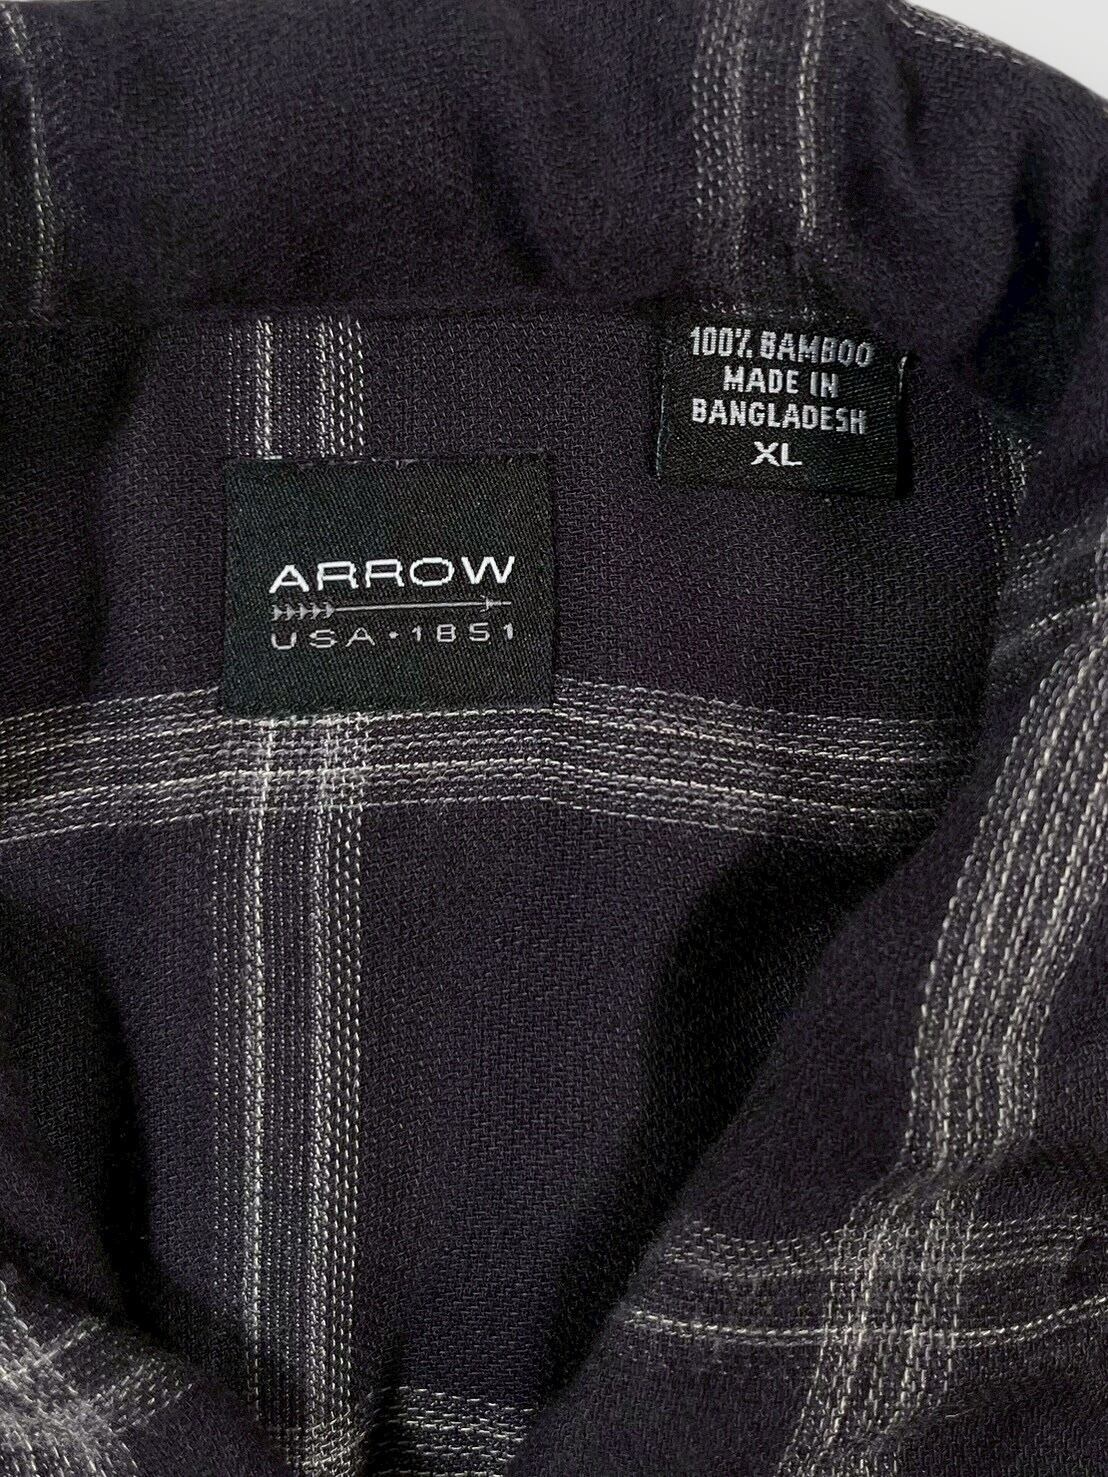 100% BAMBOO
MADE IN
BANGLADESH
XL
ARROW
USA • 1851